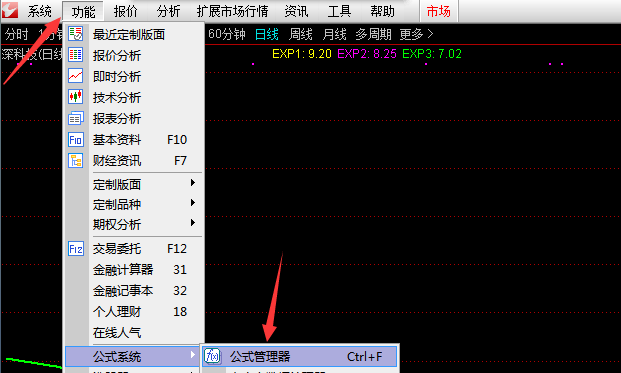 系统 功能 报价 分析 扩展市场行情 资讯 工具 帮助 市场
分时 60分钟 日线 周线 月线 多周期 更多
深科技(日线 EXP1: 9.20 EXP2: 8.25 EXP3: 7.02
最近定制版面
报价分析
即时分析
技术分析
报表分析
F10 基本资料 F10
财经资讯 F7
定制版面
定制品种
期权分析
F12 交易委托 F12
金融计算器 31
金融记事本 32
个人理财 18
在线人气
公式系统
f(x) 公式管理器 Ctrl+F